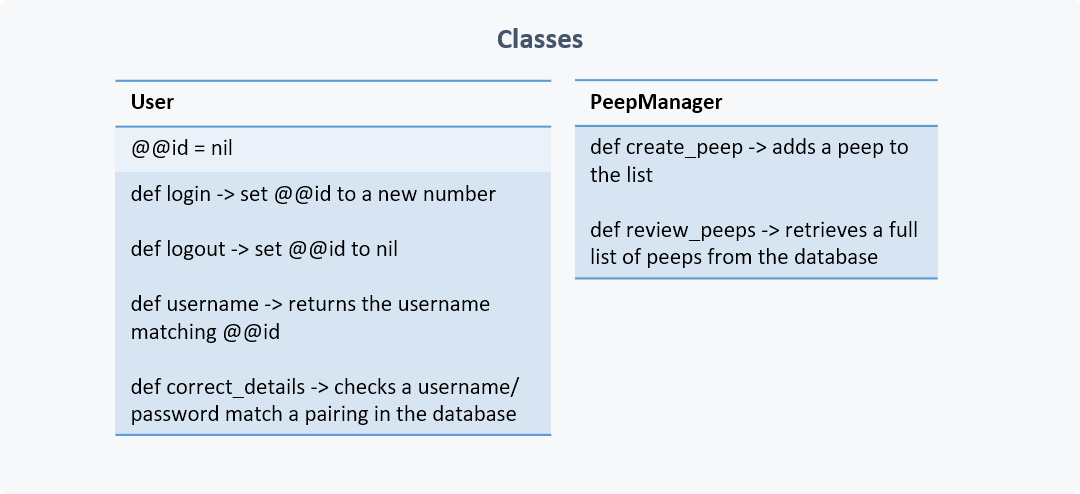 Classes
User
@@id = nil
def login -> set @@id to a new number
def logout -> set @@id to nil
def username -> returns the username
matching @@id
def correct_details -> checks a username/
password match a pairing in the database
PeepManager
def create_peep -> adds a peep to
the list
def review_peeps -> retrieves a full
list of peeps from the database